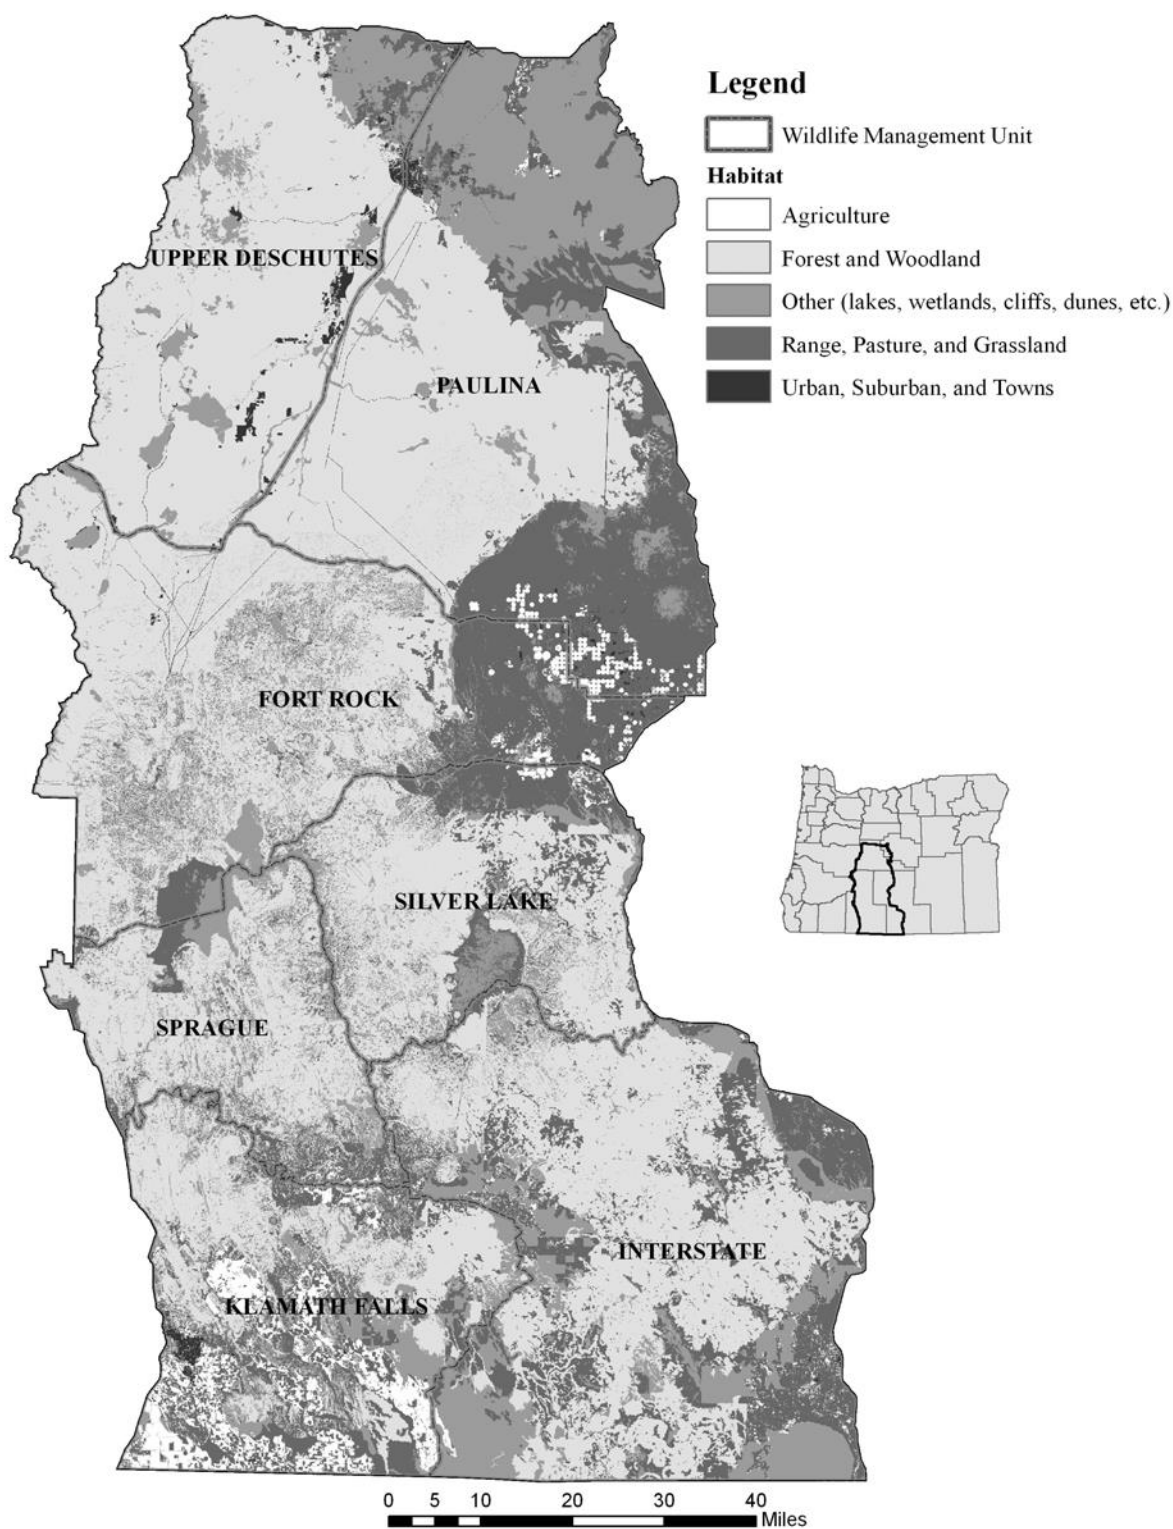 Legend
Wildlife Management Unit
Habitat
Agriculture
Forest and Woodland
Other (lakes, wetlands, cliffs, dunes, etc.)
Range, Pasture, and Grassland
Urban, Suburban, and Towns
UPPER DESCHUTES
PAULINA
FORT ROCK
SILVER LAKE
SPRAGUE
INTERSTATE
KLAMATH FALLS
0 5 10 20 30 40
Miles